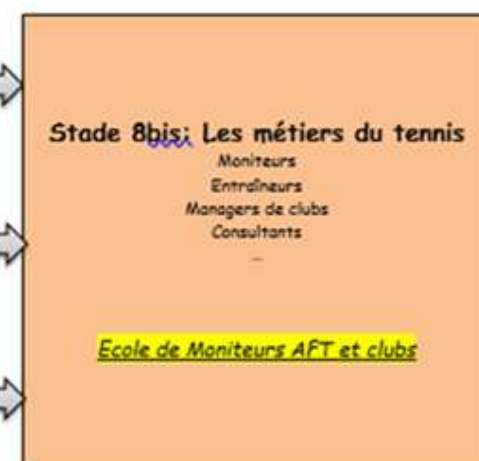 Stade 8bis: Les métiers du tennis
Moniteurs
Entraîneurs
Managers de clubs
Consultants
…
Ecole de Moniteurs AFT et clubs